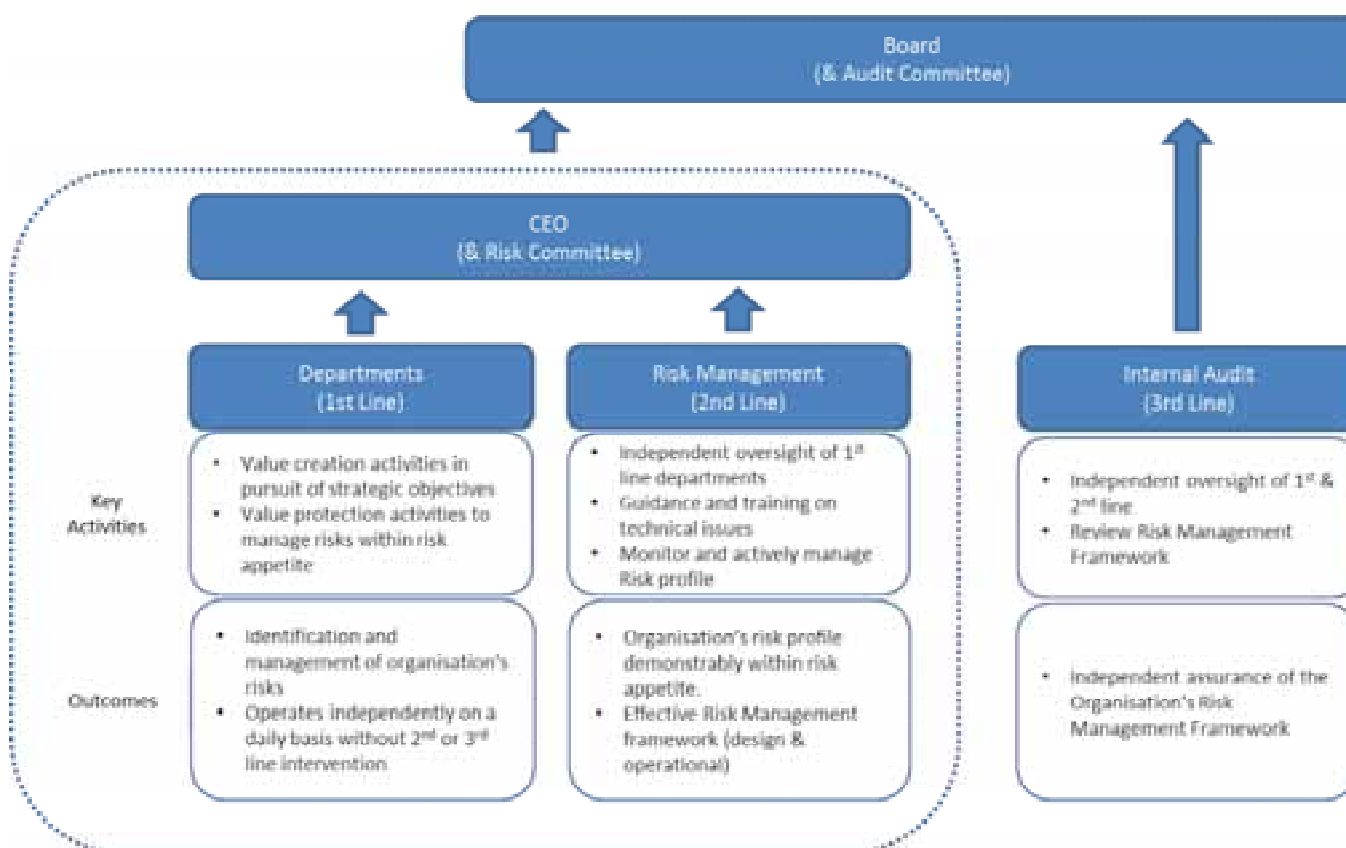 Board
(& Audit Committee)
CEO
(& Risk Committee)
Departments
(1st Line)
Risk Management
(2nd Line)
Internal Audit
(3rd Line)
Key
Activities
• Value creation activities in
pursuit of strategic objectives
• Value protection activities to
manage risks within risk
appetite
• Independent oversight of 1st
line departments
• Guidance and training on
technical issues
• Monitor and actively manage
Risk profile
• Independent oversight of 1st &
2nd line
• Review Risk Management
Framework
Outcomes
• Identification and
management of organisation's
risks
• Operates independently on a
daily basis without 2nd or 3rd
line intervention
• Organisation's risk profile
demonstrably within risk
appetite.
• Effective Risk Management
framework (design &
operational)
• Independent assurance of the
Organisation's Risk
Management Framework